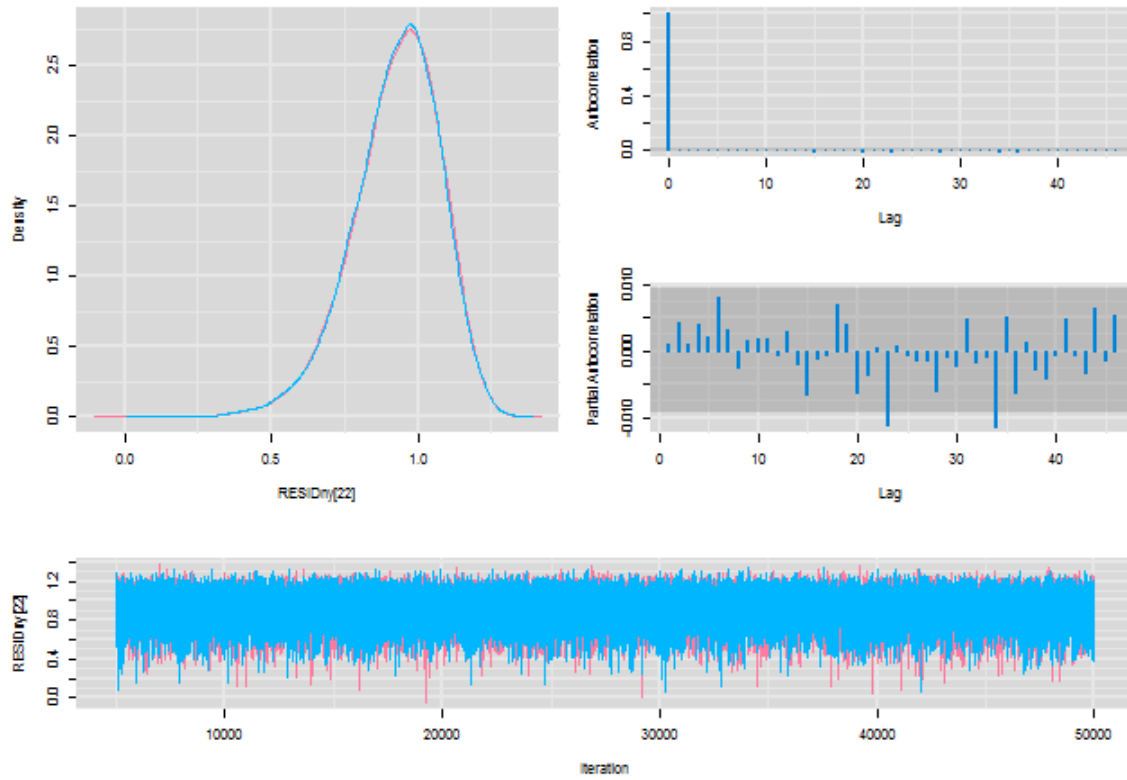 Density
2.5
2.0
1.5
1.0
0.5
0.0
0.0 0.5 1.0
RESIDny[22]
Autocorrelation
0.8
0.4
0.0
0 10 20 30 40
Lag
Partial Autocorrelation
0.010
0.000
-0.010
0 10 20 30 40
Lag
RESIDny[22]
1.2
0.8
0.4
0.0
10000 20000 30000 40000 50000
Iteration